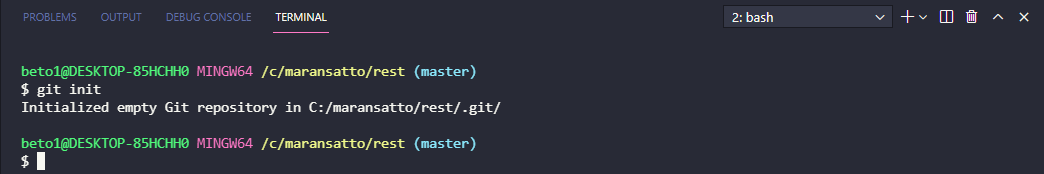 PROBLEMS OUTPUT DEBUG CONSOLE TERMINAL 2: bash
beto1@DESKTOP-85HCHH0 MINGW64 /c/maransatto/rest (master)
$ git init
Initialized empty Git repository in C:/maransatto/rest/.git/
beto1@DESKTOP-85HCHH0 MINGW64 /c/maransatto/rest (master)
$